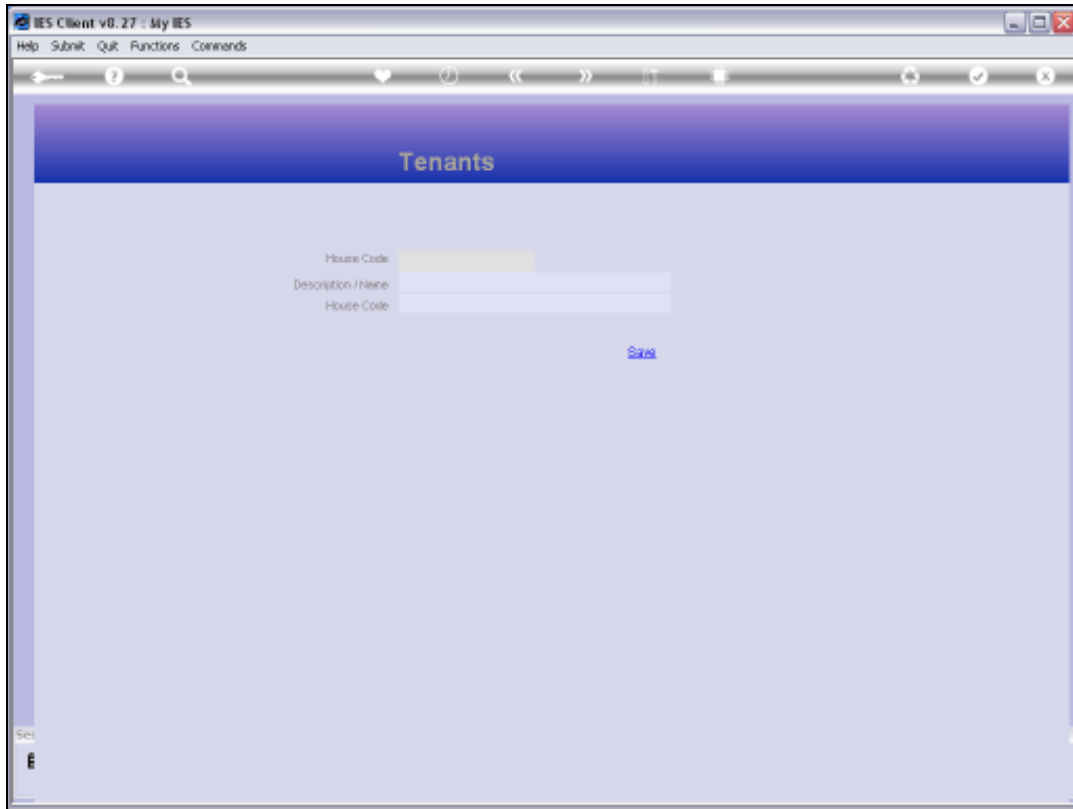 IES Client v8.27 : My IES
Help Submit Quit Functions Commands
Tenants
House Code
Description / Name
House Code
Save